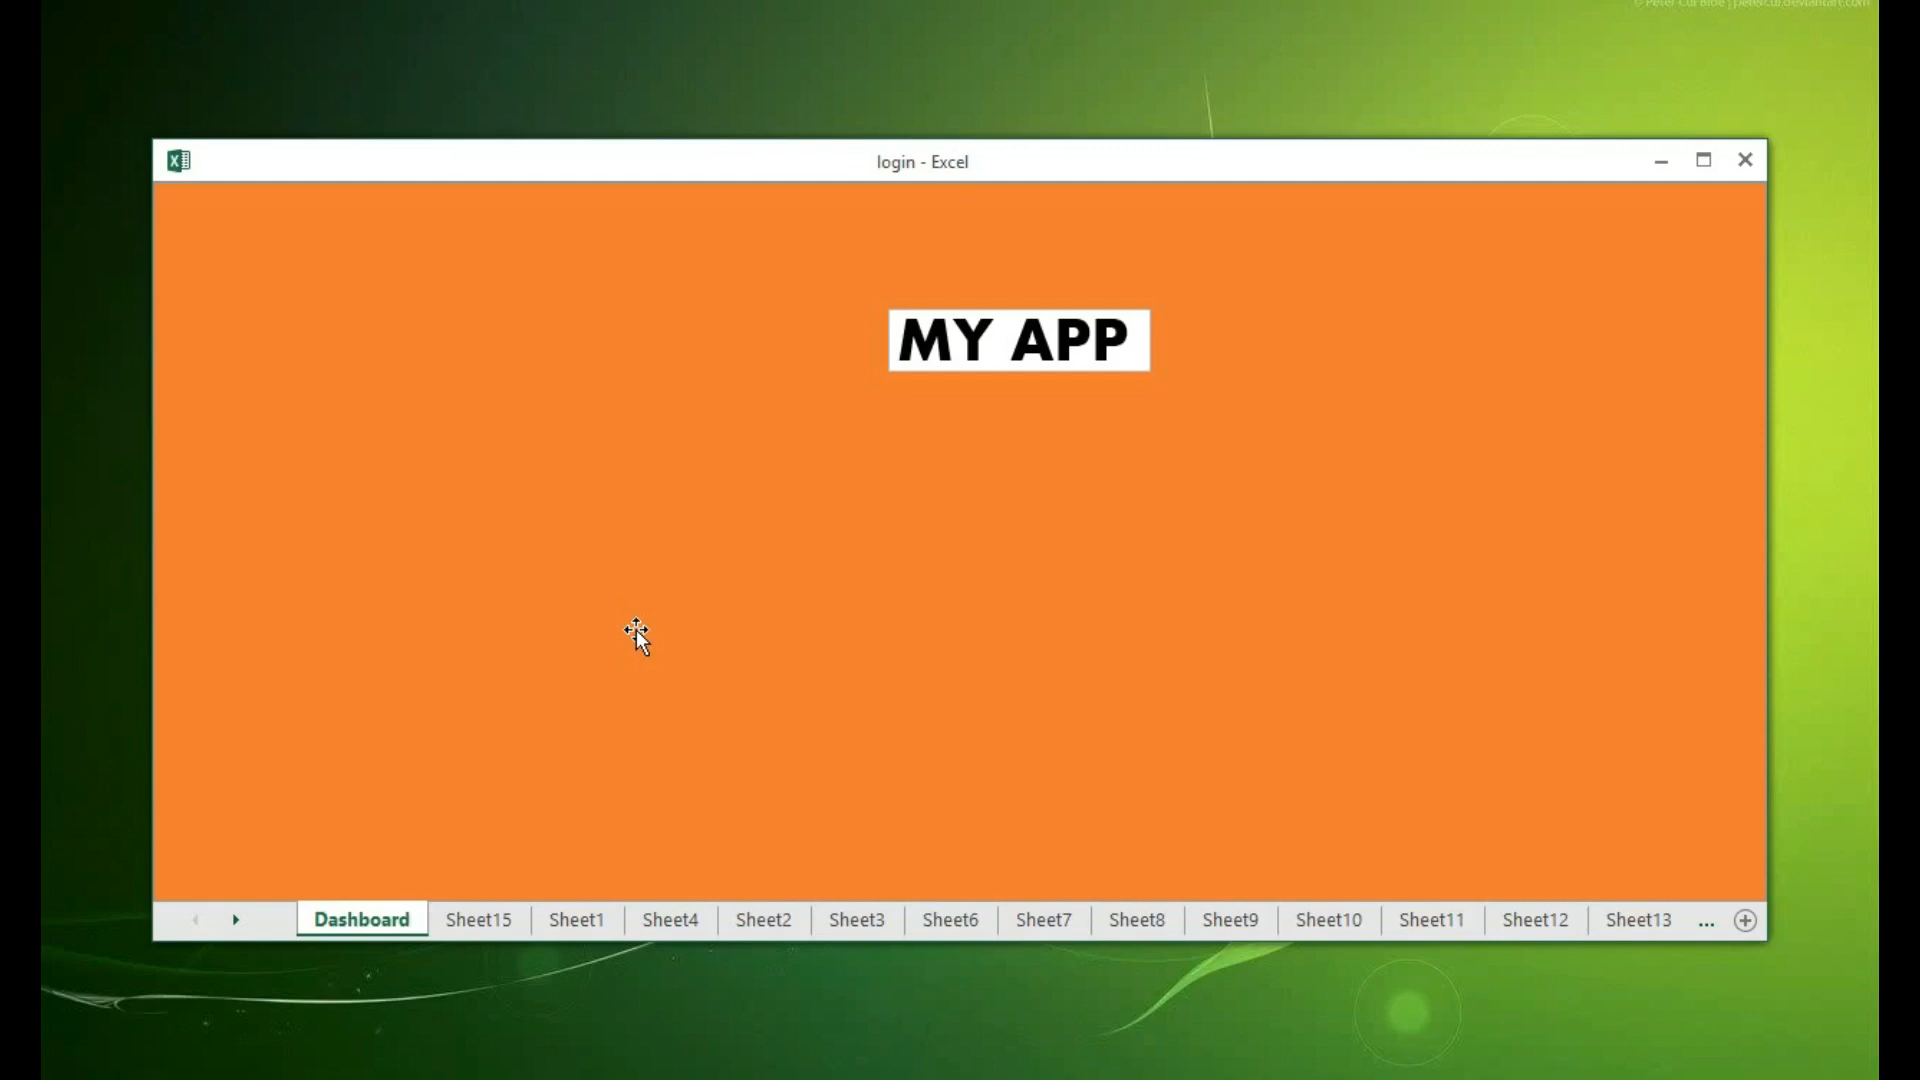 login - Excel
MY APP
Dashboard Sheet15 Sheet1 Sheet4 Sheet2 Sheet3 Sheet6 Sheet7 Sheet8 Sheet9 Sheet10 Sheet11 Sheet12 Sheet13 ...